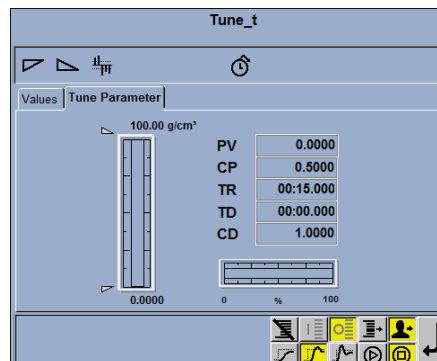 Tune_t
Values Tune Parameter
100.00 g/cm³
PV 0.0000
CP 0.5000
TR 00:15.000
TD 00:00.000
CD 1.0000
0.0000
0 % 100